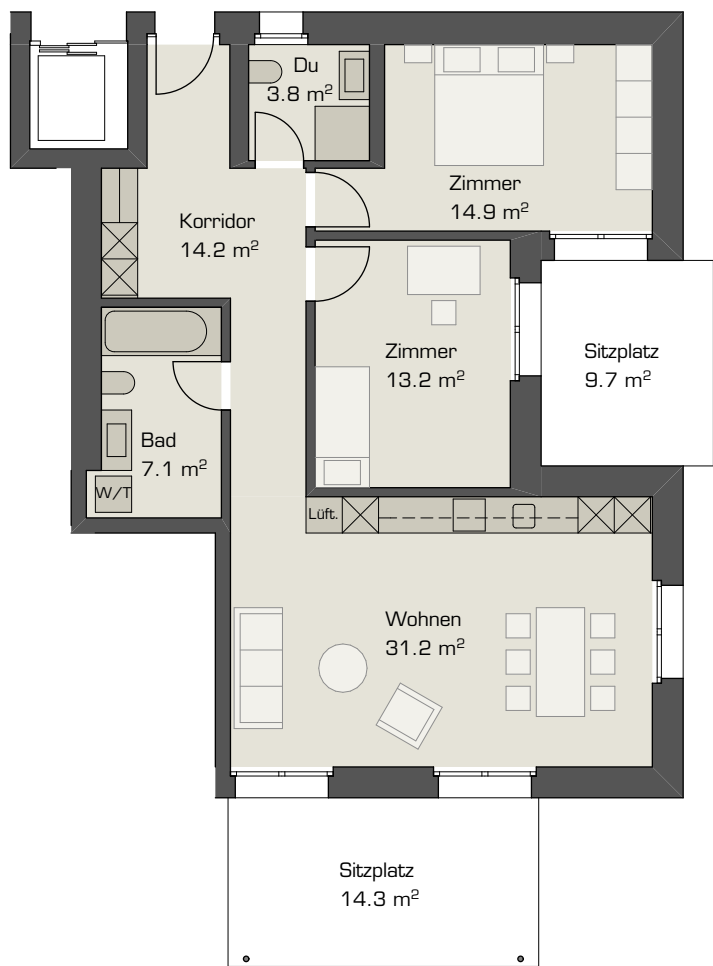 Du
3.8 m²
Zimmer
14.9 m²
Korridor
14.2 m²
Zimmer
13.2 m²
Sitzplatz
9.7 m²
Bad
7.1 m²
W/T
Lüft.
Wohnen
31.2 m²
Sitzplatz
14.3 m²